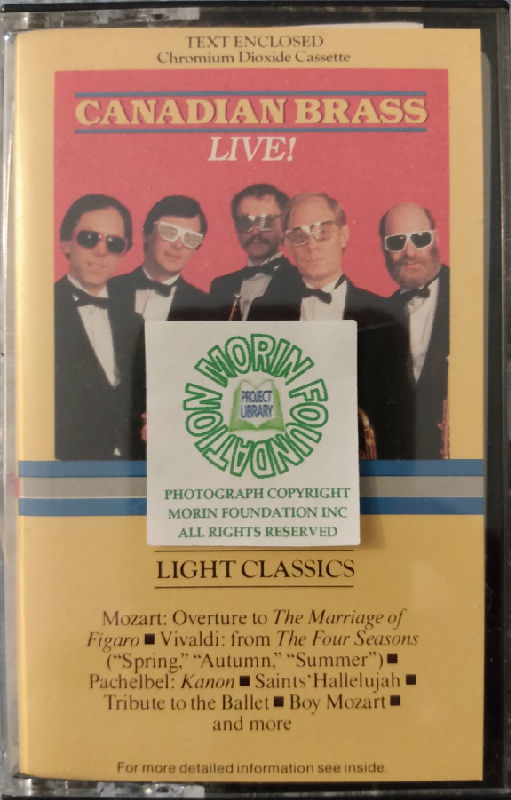 TEXT ENCLOSED
Chromium Dioxide Cassette
CANADIAN BRASS
LIVE!
MORIN FOUNDATION
PROJECT
LIBRARY
PHOTOGRAPH COPYRIGHT
MORIN FOUNDATION INC
ALL RIGHTS RESERVED
LIGHT CLASSICS
Mozart: Overture to The Marriage of
Figaro ■ Vivaldi: from The Four Seasons
(“Spring,” “Autumn,” “Summer”) ■
Pachelbel: Kanon ■ Saints' Hallelujah ■
Tribute to the Ballet ■ Boy Mozart ■
and more
For more detailed information see inside.